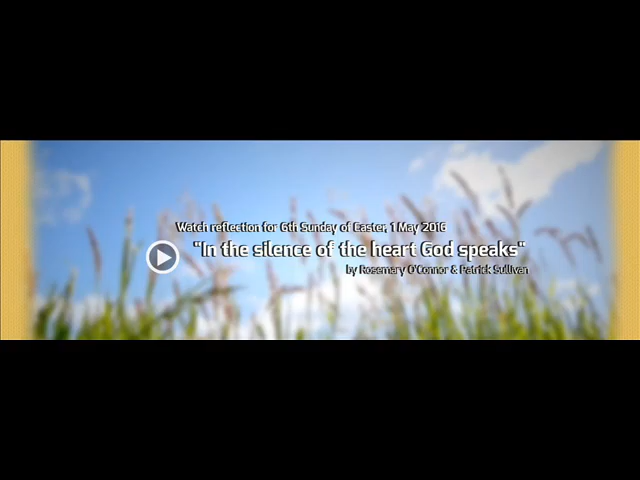 Watch reflection for 6th Sunday of Easter, 1 May 2016
"In the silence of the heart God speaks"
by Rosemary O'Connor & Patrick Sullivan